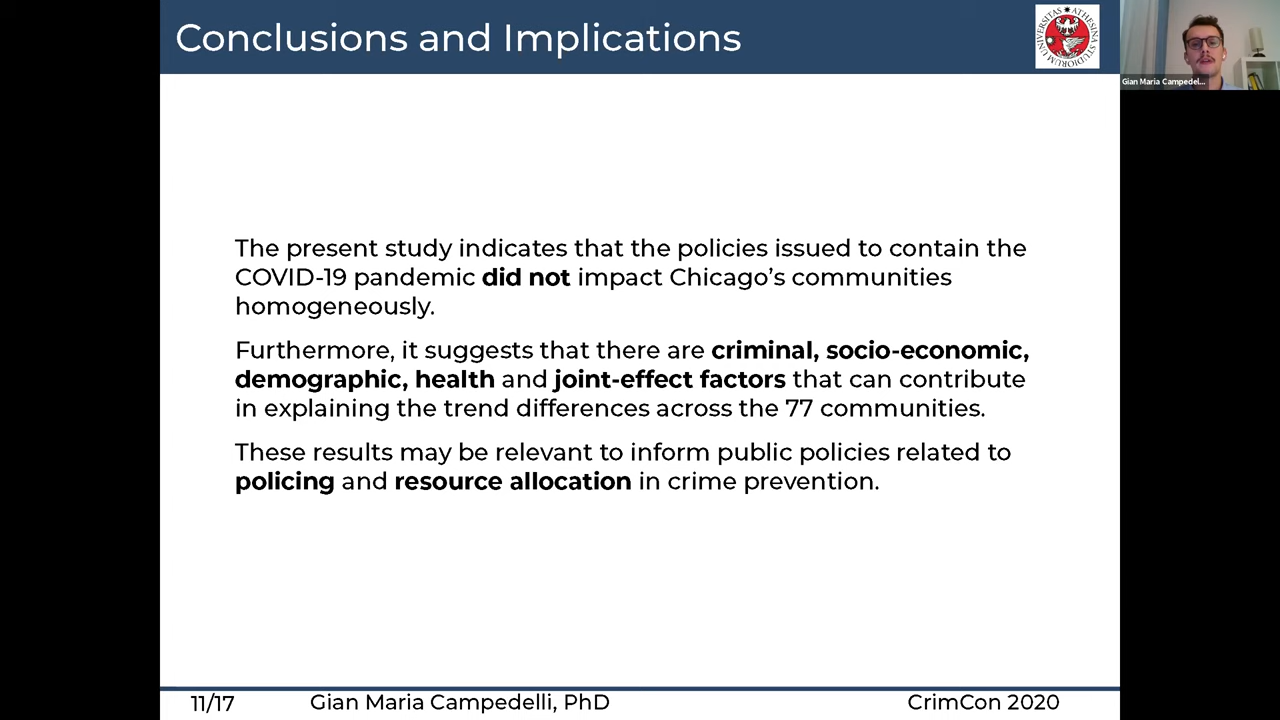 Conclusions and Implications
UNIVERSITAS ATHESINA STUDIORUM
Gian Maria Campedel...
The present study indicates that the policies issued to contain the
COVID-19 pandemic did not impact Chicago's communities
homogeneously.
Furthermore, it suggests that there are criminal, socio-economic,
demographic, health and joint-effect factors that can contribute
in explaining the trend differences across the 77 communities.
These results may be relevant to inform public policies related to
policing and resource allocation in crime prevention.
11/17
Gian Maria Campedelli, PhD
CrimCon 2020